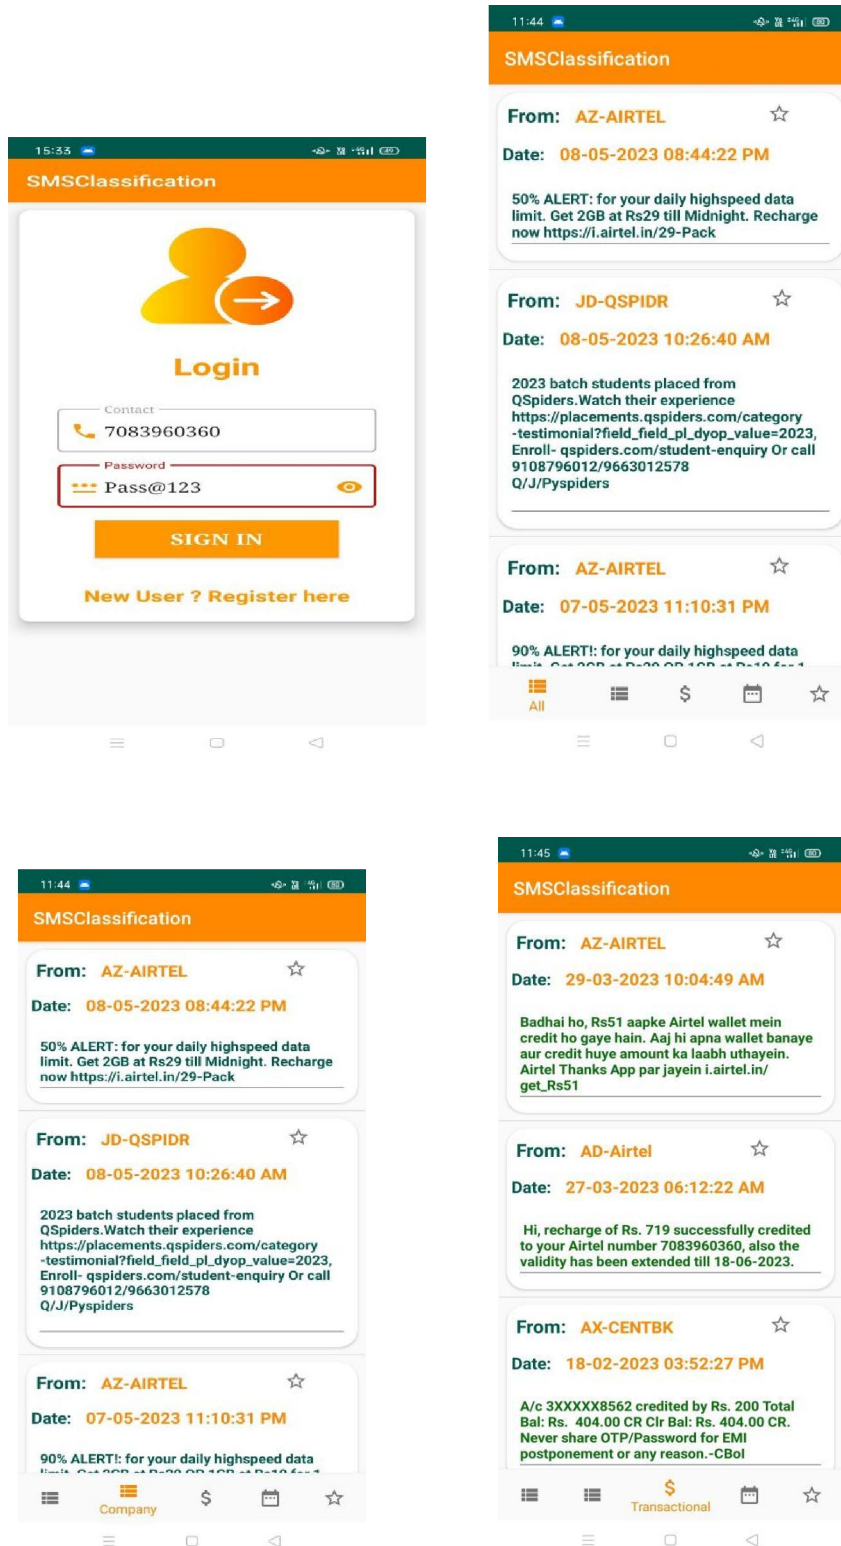 15:33
SMSClassification
Login
Contact
7083960360
Password
Pass@123
SIGN IN
New User ? Register here
11:44
SMSClassification
From: AZ-AIRTEL
Date: 08-05-2023 08:44:22 PM
50% ALERT: for your daily highspeed data
limit. Get 2GB at Rs29 till Midnight. Recharge
now https://i.airtel.in/29-Pack
From: JD-QSPIDR
Date: 08-05-2023 10:26:40 AM
2023 batch students placed from
QSpiders.Watch their experience
https://placements.qspiders.com/category
-testimonial?field_field_pl_dyop_value=2023,
Enroll- qspiders.com/student-enquiry Or call
9108796012/9663012578
Q/J/Pyspiders
From: AZ-AIRTEL
Date: 07-05-2023 11:10:31 PM
90% ALERT!: for your daily highspeed data
limit. Get 2GB at Rs29 OR 1GB at Rs19 for 1
All
11:44
SMSClassification
From: AZ-AIRTEL
Date: 08-05-2023 08:44:22 PM
50% ALERT: for your daily highspeed data
limit. Get 2GB at Rs29 till Midnight. Recharge
now https://i.airtel.in/29-Pack
From: JD-QSPIDR
Date: 08-05-2023 10:26:40 AM
2023 batch students placed from
QSpiders.Watch their experience
https://placements.qspiders.com/category
-testimonial?field_field_pl_dyop_value=2023,
Enroll- qspiders.com/student-enquiry Or call
9108796012/9663012578
Q/J/Pyspiders
From: AZ-AIRTEL
Date: 07-05-2023 11:10:31 PM
90% ALERT!: for your daily highspeed data
Company
11:45
SMSClassification
From: AZ-AIRTEL
Date: 29-03-2023 10:04:49 AM
Badhai ho, Rs51 aapke Airtel wallet mein
credit ho gaye hain. Aaj hi apna wallet banaye
aur credit huye amount ka laabh uthayein.
Airtel Thanks App par jayein i.airtel.in/
get_Rs51
From: AD-Airtel
Date: 27-03-2023 06:12:22 AM
Hi, recharge of Rs. 719 successfully credited
to your Airtel number 7083960360, also the
validity has been extended till 18-06-2023.
From: AX-CENTBK
Date: 18-02-2023 03:52:27 PM
A/c 3XXXXX8562 credited by Rs. 200 Total
Bal: Rs. 404.00 CR Clr Bal: Rs. 404.00 CR.
Never share OTP/Password for EMI
postponement or any reason.-CBoI
Transactional